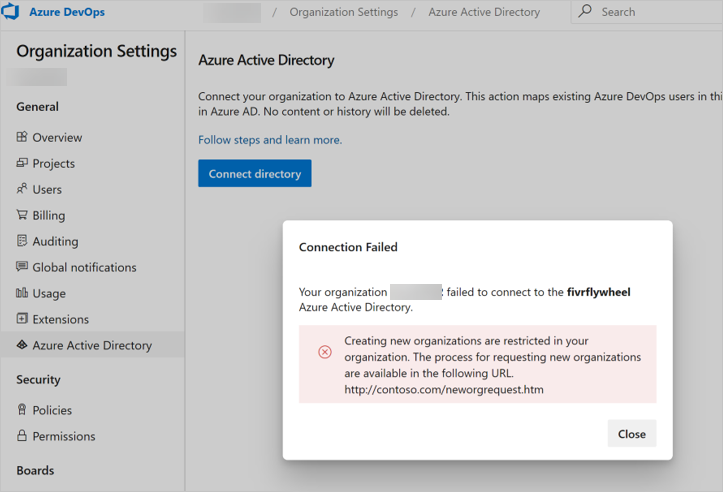 Azure DevOps / Organization Settings / Azure Active Directory Search
Organization Settings
General
Overview
Projects
Users
Billing
Auditing
Global notifications
Usage
Extensions
Azure Active Directory
Security
Policies
Permissions
Boards
Azure Active Directory
Connect your organization to Azure Active Directory. This action maps existing Azure DevOps users in thi
in Azure AD. No content or history will be deleted.
Follow steps and learn more.
Connect directory
Connection Failed
Your organization failed to connect to the fivrflywheel
Azure Active Directory.
Creating new organizations are restricted in your
organization. The process for requesting new organizations
are available in the following URL.
http://contoso.com/neworgrequest.htm
Close